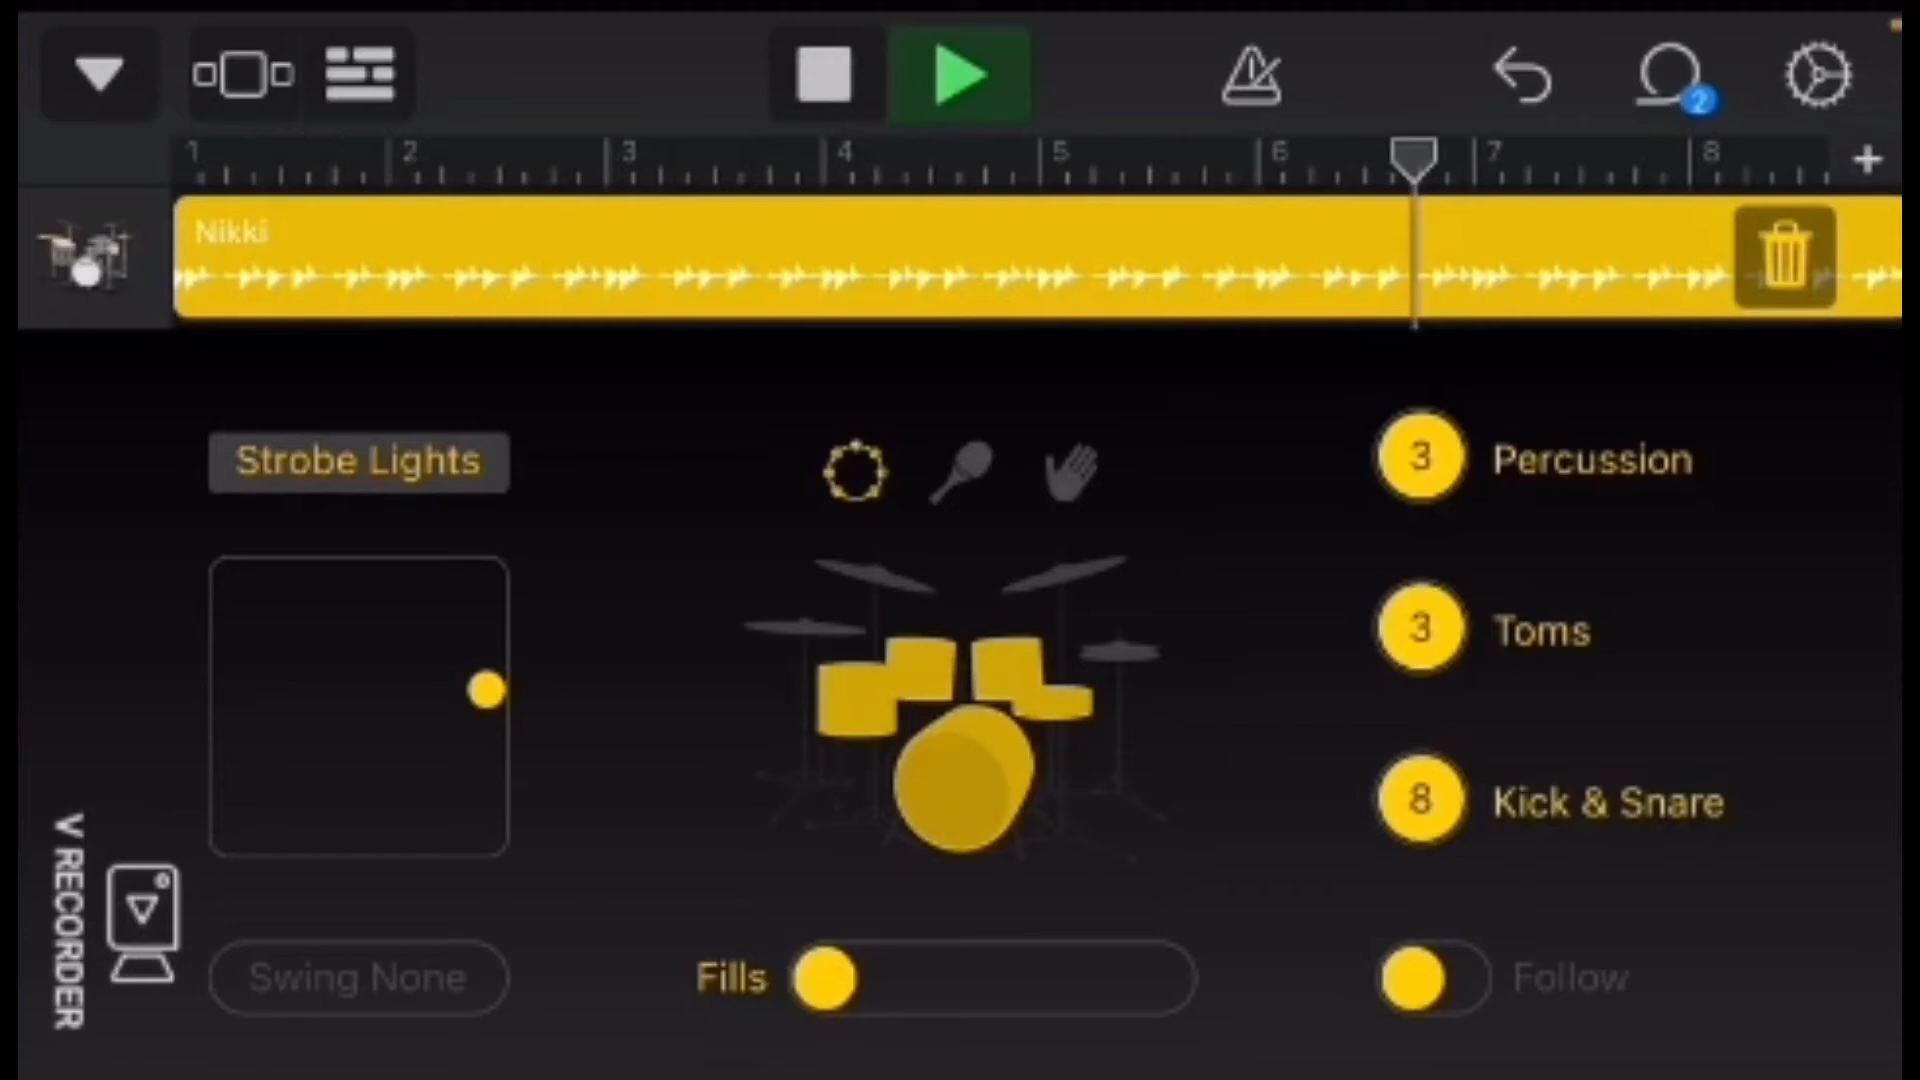 2
1 2 3 4 5 6 7 8
Nikki
Strobe Lights
3 Percussion
3 Toms
8 Kick & Snare
V RECORDER
Swing None
Fills
Follow